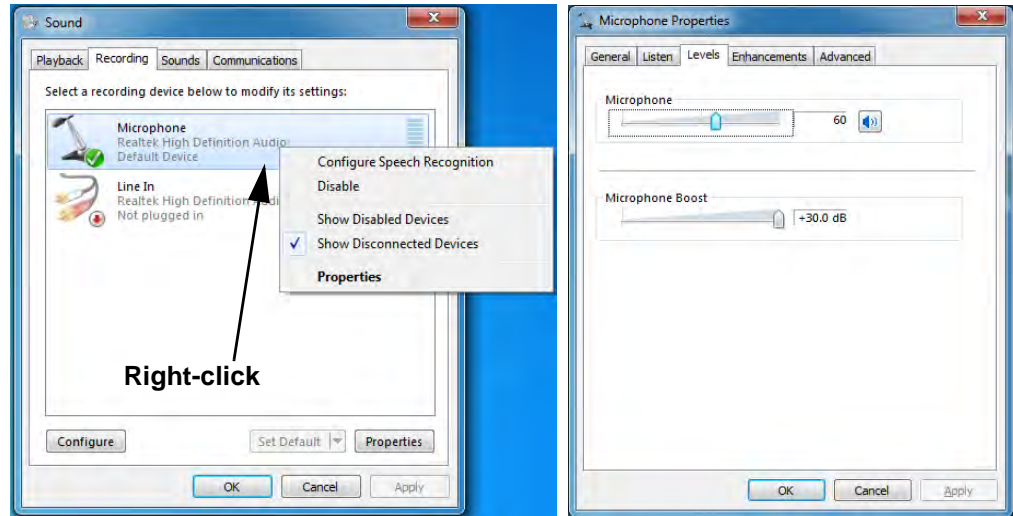 Sound
Playback Recording Sounds Communications
Select a recording device below to modify its settings:
Microphone
Realtek High Definition Audio
Default Device
Line In
Realtek High Definition Audi
Not plugged in
Configure Speech Recognition
Disable
Show Disabled Devices
Show Disconnected Devices
Properties
Right-click
Configure Set Default Properties
OK Cancel Apply
Microphone Properties
General Listen Levels Enhancements Advanced
Microphone
60
Microphone Boost
+30.0 dB
OK Cancel Apply